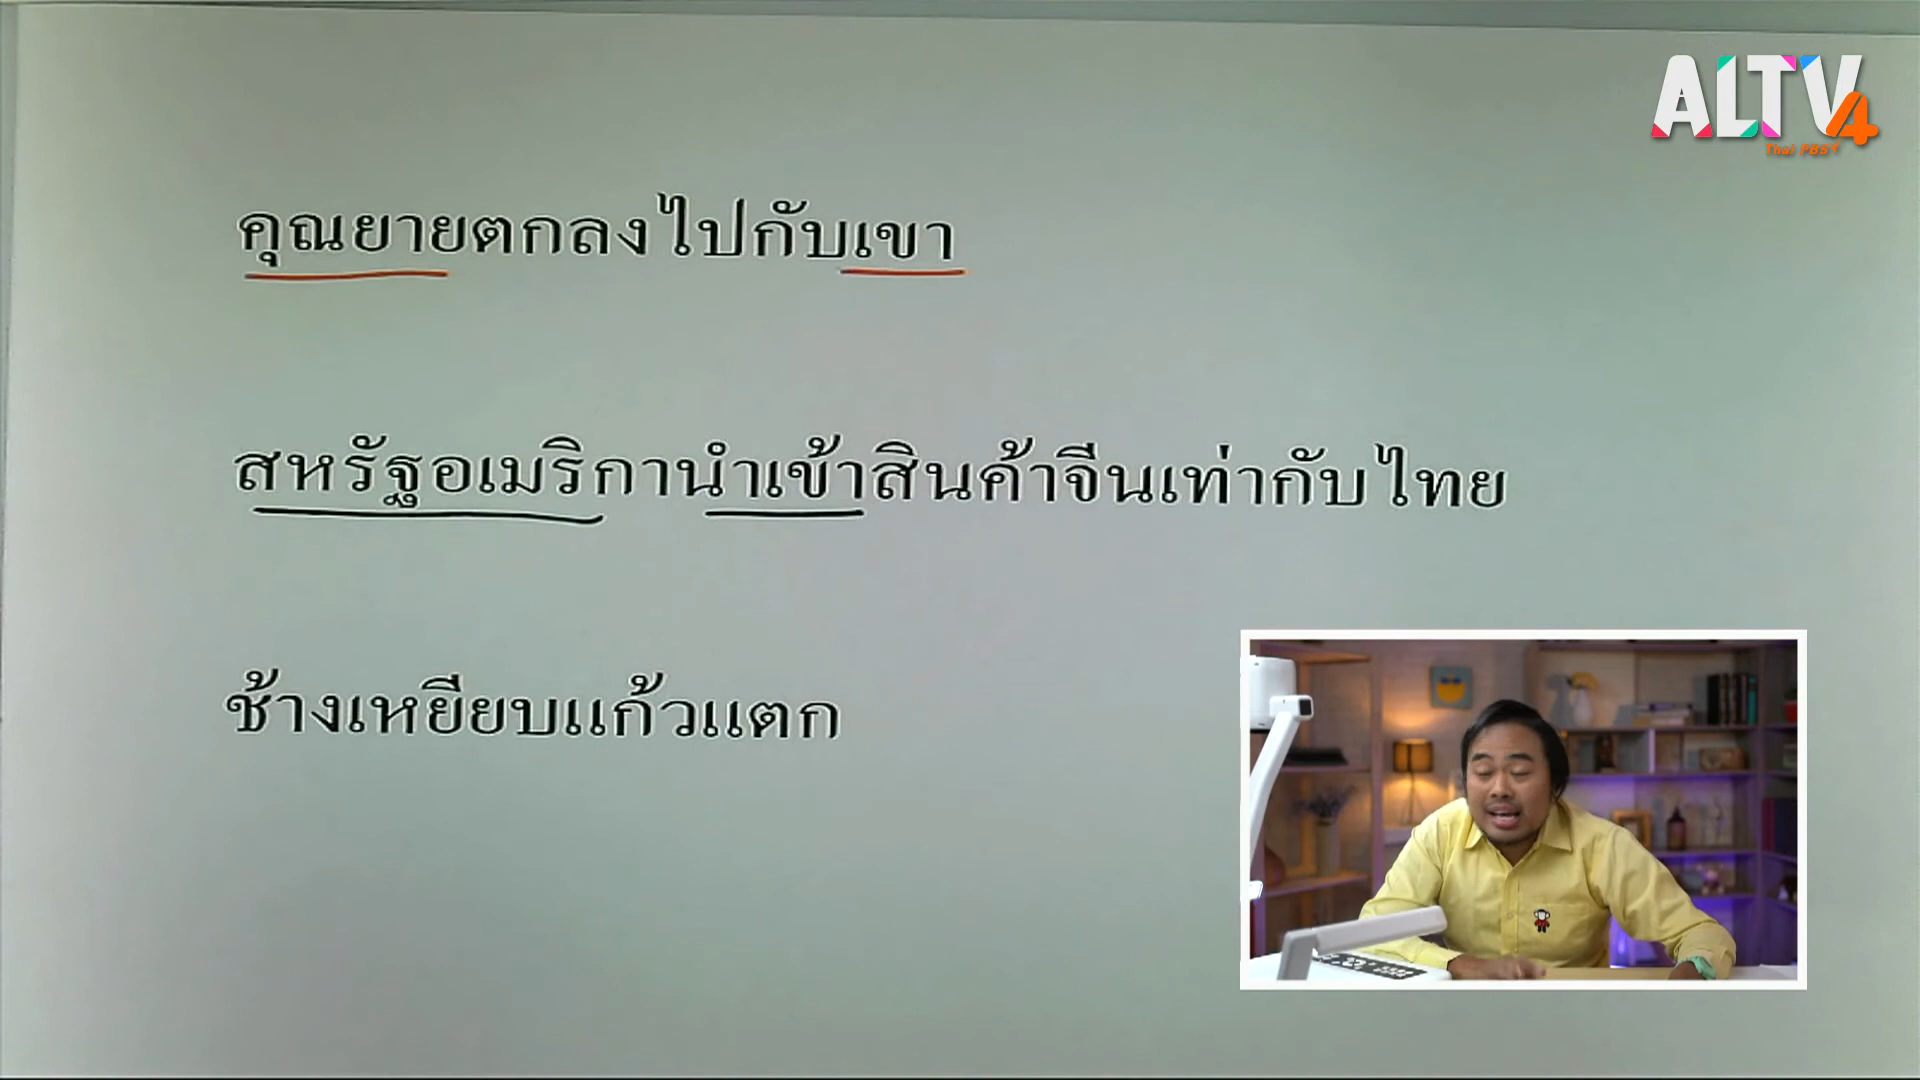 ALTV4
Thai PBS
คุณยายตกลงไปกับเขา
สหรัฐอเมริกานำเข้าสินค้าจีนเท่ากับไทย
ช้างเหยียบแก้วแตก